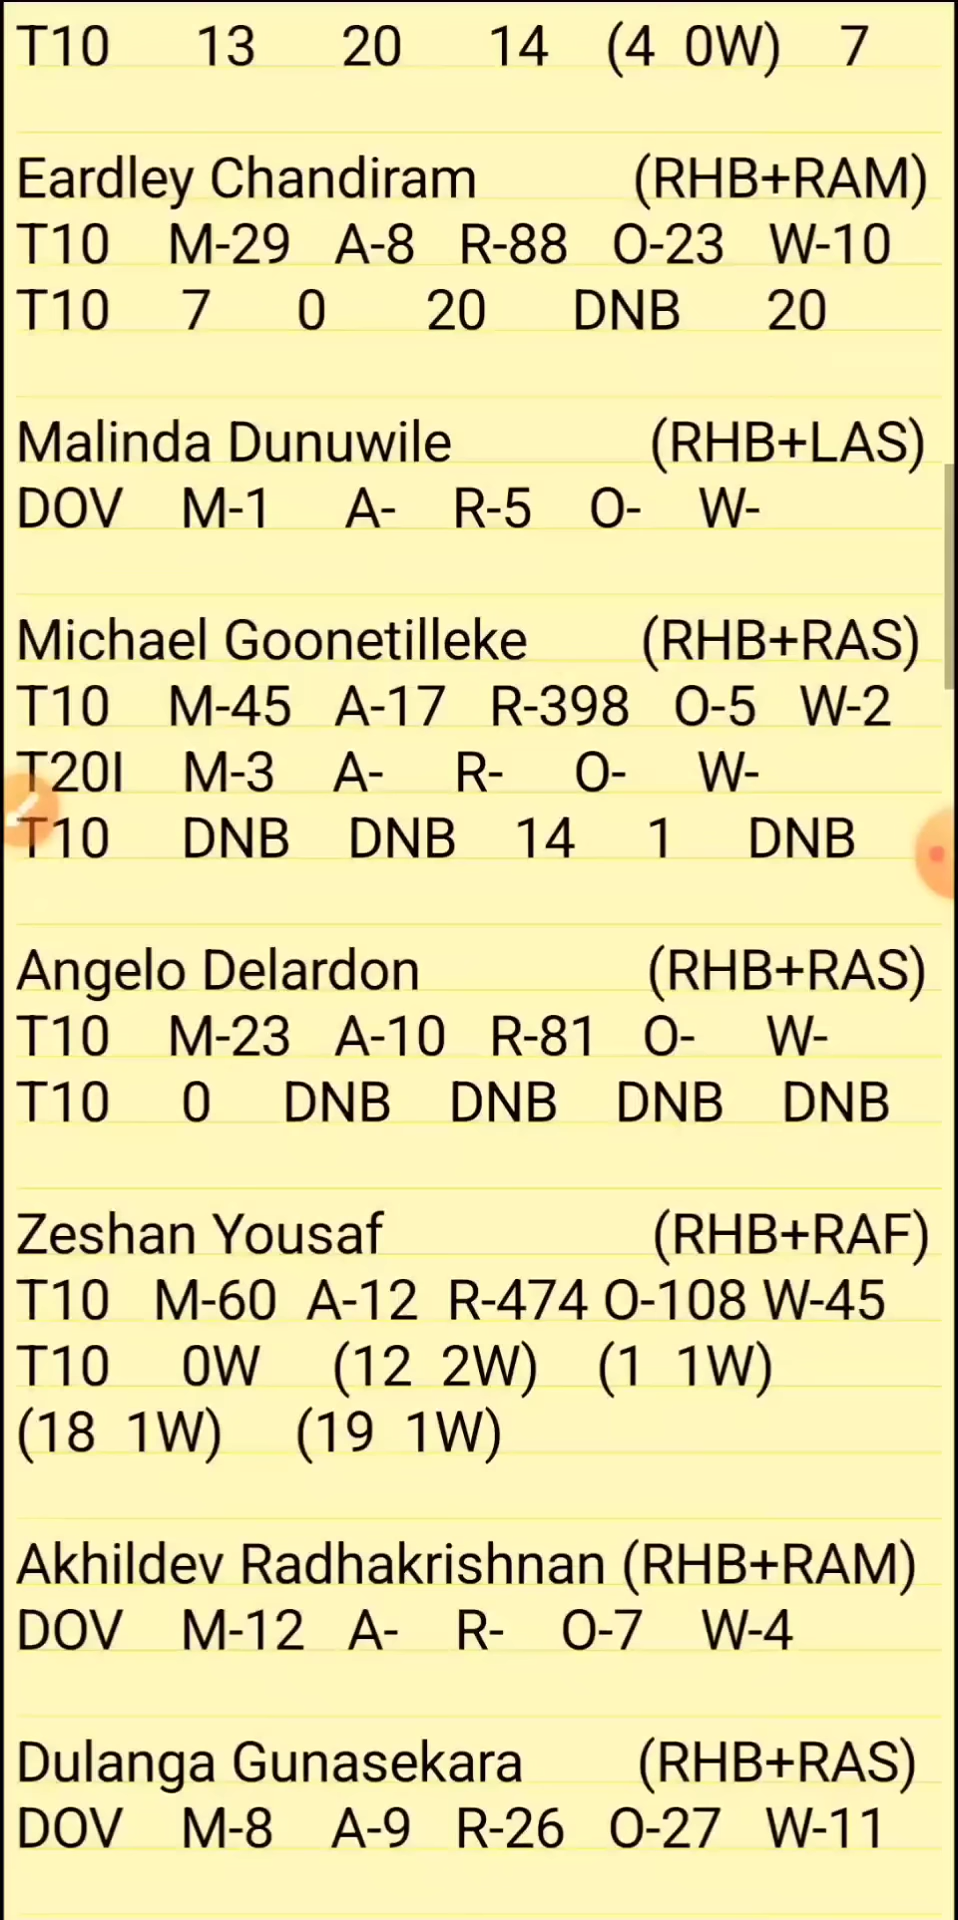 T10 13 20 14 (4 0W) 7
Eardley Chandiram (RHB+RAM)
T10 M-29 A-8 R-88 O-23 W-10
T10 7 0 20 DNB 20
Malinda Dunuwile (RHB+LAS)
DOV M-1 A- R-5 O- W-
Michael Goonetilleke (RHB+RAS)
T10 M-45 A-17 R-398 O-5 W-2
T20I M-3 A- R- O- W-
T10 DNB DNB 14 1 DNB
Angelo Delardon (RHB+RAS)
T10 M-23 A-10 R-81 O- W-
T10 0 DNB DNB DNB DNB
Zeshan Yousaf (RHB+RAF)
T10 M-60 A-12 R-474 O-108 W-45
T10 0W (12 2W) (1 1W)
(18 1W) (19 1W)
Akhildev Radhakrishnan (RHB+RAM)
DOV M-12 A- R- O-7 W-4
Dulanga Gunasekara (RHB+RAS)
DOV M-8 A-9 R-26 O-27 W-11